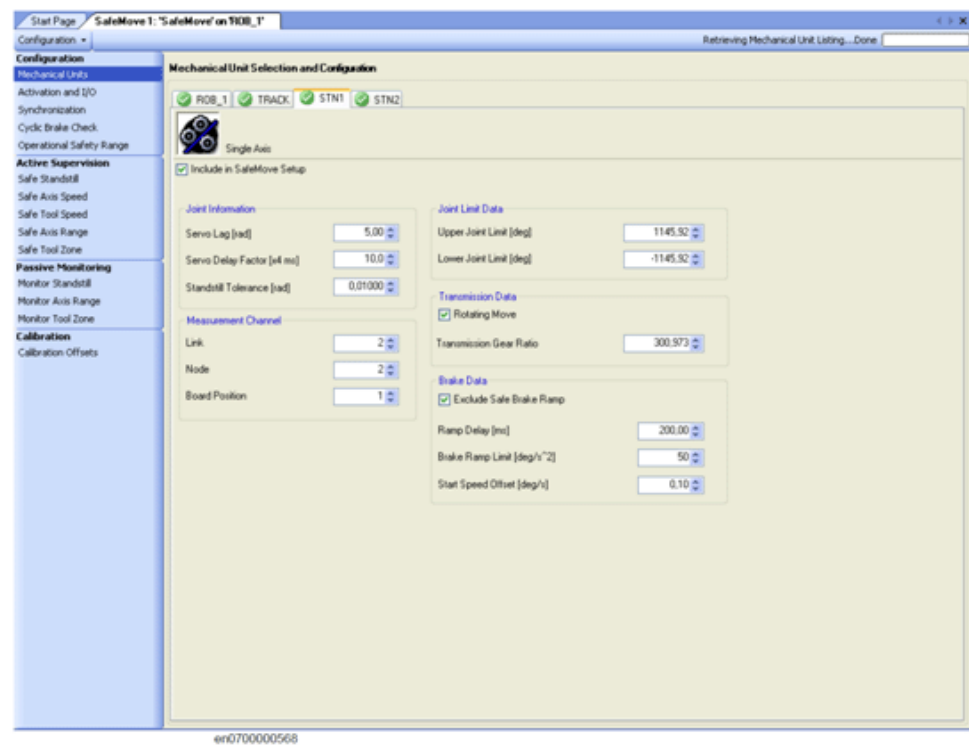 Start Page
SafeMove 1: 'SafeMove' on 'ROB_1'
Configuration
Retrieving Mechanical Unit Listing....Done
Configuration
Mechanical Units
Activation and I/O
Synchronization
Cyclic Brake Check
Operational Safety Range
Active Supervision
Safe Standstill
Safe Axis Speed
Safe Tool Speed
Safe Axis Range
Safe Tool Zone
Passive Monitoring
Monitor Standstill
Monitor Axis Range
Monitor Tool Zone
Calibration
Calibration Offsets
Mechanical Unit Selection and Configuration
ROB_1 TRACK STN1 STN2
Single Axis
Include in SafeMove Setup
Joint Information
Servo Lag [rad] 5,00
Servo Delay Factor [x4 ms] 10,0
Standstill Tolerance [rad] 0,01000
Measurement Channel
Link 2
Node 2
Board Position 1
Joint Limit Data
Upper Joint Limit [deg] 1145,92
Lower Joint Limit [deg] -1145,92
Transmission Data
Rotating Move
Transmission Gear Ratio 300,973
Brake Data
Exclude Safe Brake Ramp
Ramp Delay [ms] 200,00
Brake Ramp Limit [deg/s^2] 50
Start Speed Offset [deg/s] 0,10
en0700000568